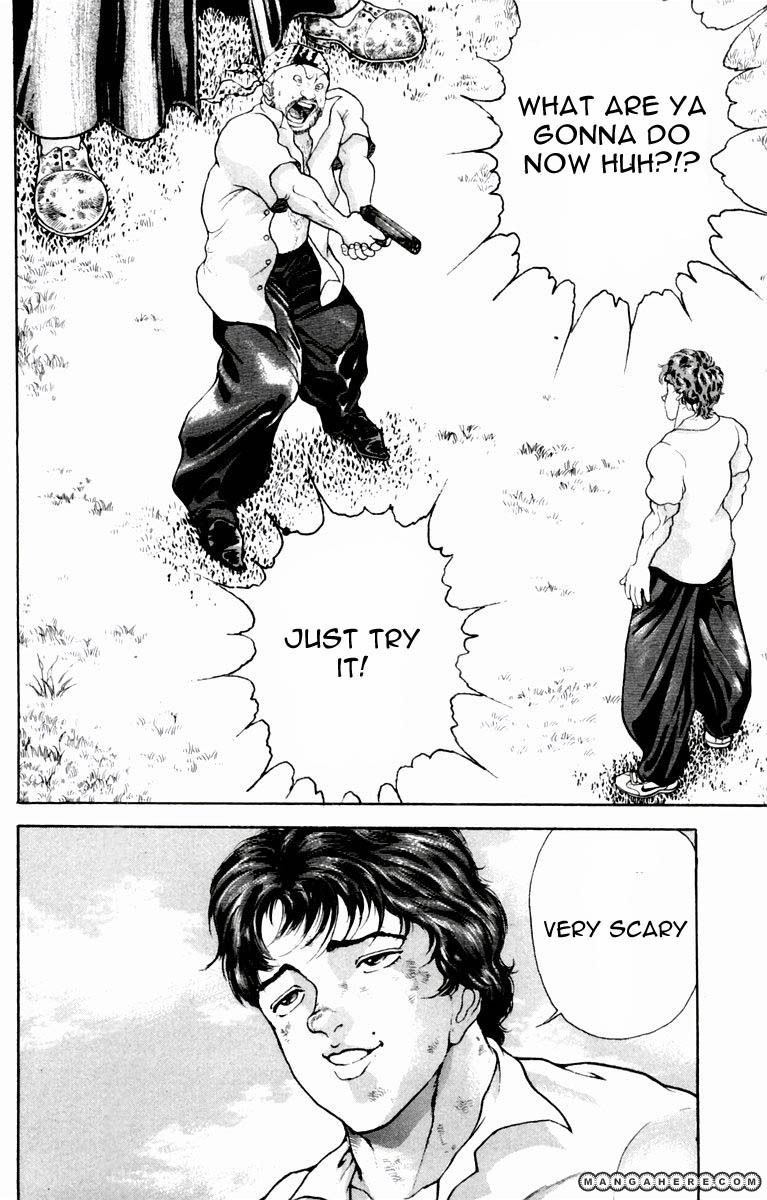 WHAT ARE YA
GONNA DO
NOW HUH?!?
JUST TRY
IT!
VERY SCARY
MANGAHERE.COM